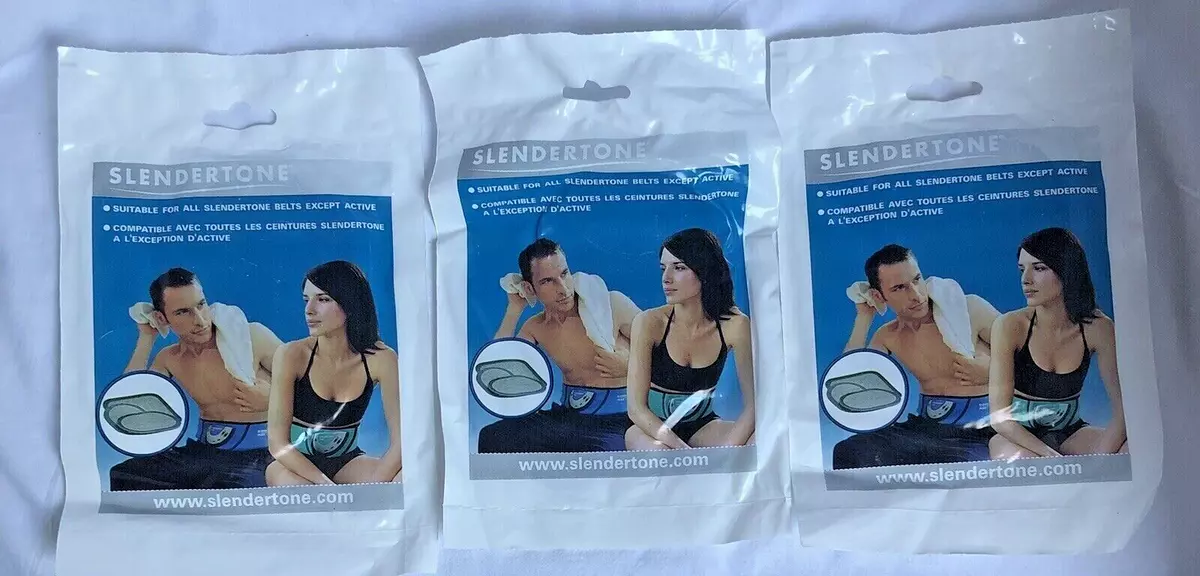 SLENDERTONE
• SUITABLE FOR ALL SLENDERTONE BELTS EXCEPT ACTIVE
• COMPATIBLE AVEC TOUTES LES CEINTURES SLENDERTONE
A L'EXCEPTION D'ACTIVE
www.slendertone.com
SLENDERTONE
• SUITABLE FOR ALL SLENDERTONE BELTS EXCEPT ACTIVE
• COMPATIBLE AVEC TOUTES LES CEINTURES SLENDERTONE
A L'EXCEPTION D'ACTIVE
www.slendertone.com
SLENDERTONE™
• SUITABLE FOR ALL SLENDERTONE BELTS EXCEPT ACTIVE
• COMPATIBLE AVEC TOUTES LES CEINTURES SLENDERTONE
A L'EXCEPTION D'ACTIVE
www.slendertone.com